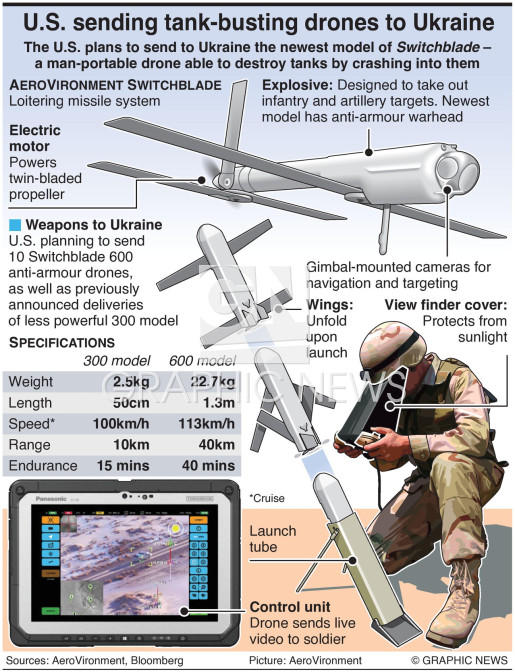 U.S. sending tank-busting drones to Ukraine
The U.S. plans to send to Ukraine the newest model of Switchblade –
a man-portable drone able to destroy tanks by crashing into them
AEROVIRONMENT SWITCHBLADE
Loitering missile system
Explosive: Designed to take out
infantry and artillery targets. Newest
model has anti-armour warhead
Electric
motor
Powers
twin-bladed
propeller
Weapons to Ukraine
U.S. planning to send
10 Switchblade 600
anti-armour drones,
as well as previously
announced deliveries
of less powerful 300 model
Gimbal-mounted cameras for
navigation and targeting
Wings:
Unfold
upon
launch
View finder cover:
Protects from
sunlight
SPECIFICATIONS
300 model 600 model
Weight 2.5kg 22.7kg
Length 50cm 1.3m
Speed* 100km/h 113km/h
Range 10km 40km
Endurance 15 mins 40 mins
*Cruise
GN
© GRAPHIC NEWS
Panasonic
Launch
tube
Control unit
Drone sends live
video to soldier
Sources: AeroVironment, Bloomberg
Picture: AeroVironment
© GRAPHIC NEWS